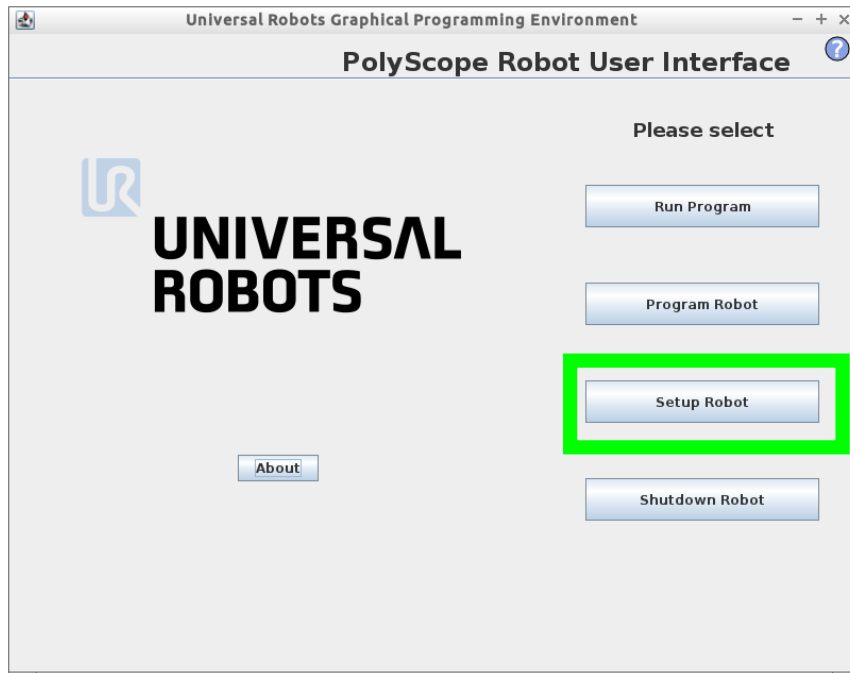 Universal Robots Graphical Programming Environment
PolyScope Robot User Interface
?
Please select
UR
UNIVERSAL
ROBOTS
Run Program
Program Robot
Setup Robot
About
Shutdown Robot